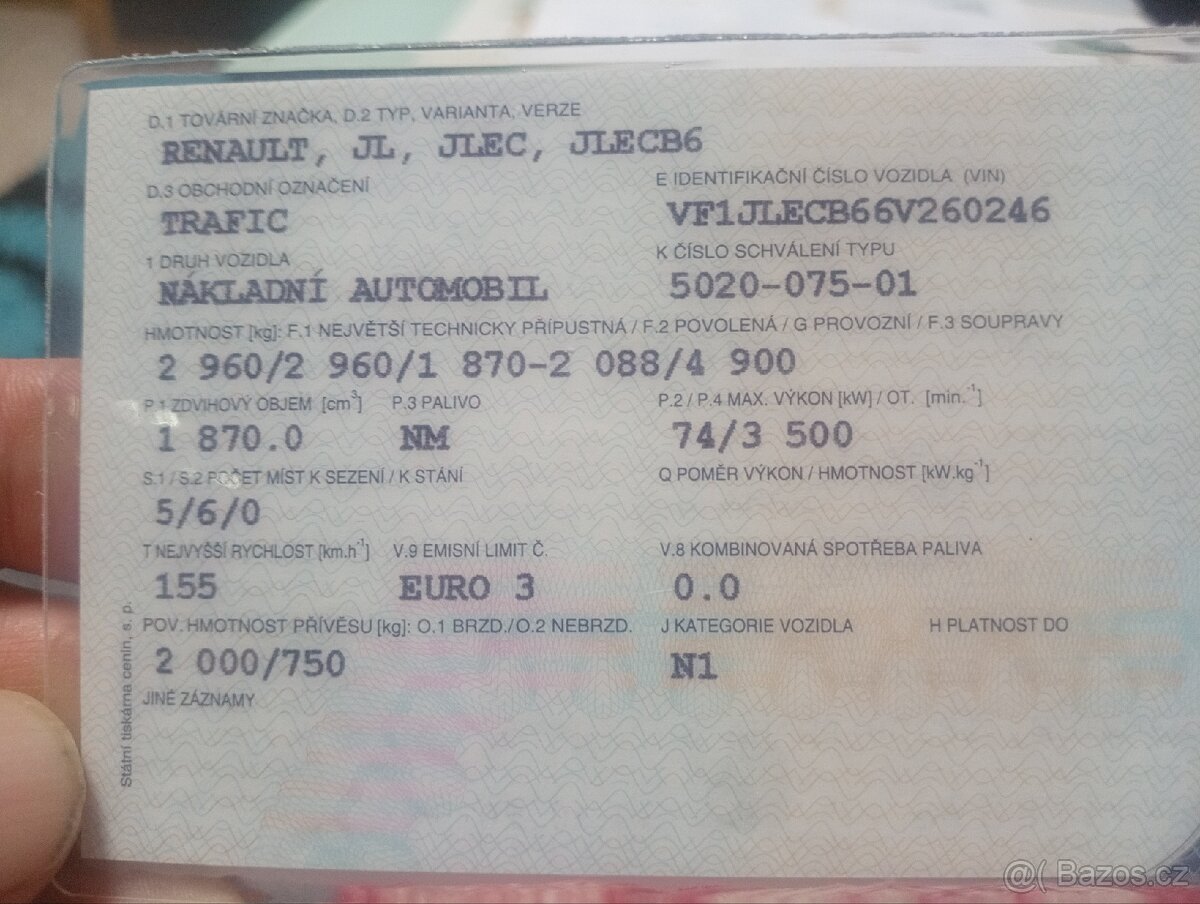 D.1 TOVÁRNÍ ZNAČKA, D.2 TYP, VARIANTA, VERZE
RENAULT, JL, JLEC, JLECB6
D.3 OBCHODNÍ OZNAČENÍ
E IDENTIFIKAČNÍ ČÍSLO VOZIDLA (VIN)
TRAFIC
VF1JLECB66V260246
1 DRUH VOZIDLA
K ČÍSLO SCHVÁLENÍ TYPU
NÁKLADNÍ AUTOMOBIL
5020-075-01
HMOTNOST [kg]: F.1 NEJVĚTŠÍ TECHNICKY PŘÍPUSTNÁ / F.2 POVOLENÁ / G PROVOZNÍ / F.3 SOUPRAVY
2 960/2 960/1 870-2 088/4 900
P.1 ZDVIHOVÝ OBJEM [cm³] P.3 PALIVO P.2 / P.4 MAX. VÝKON [kW] / OT. [min.⁻¹]
1 870.0 NM 74/3 500
S.1 / S.2 POČET MÍST K SEZENÍ / K STÁNÍ Q POMĚR VÝKON / HMOTNOST [kW.kg⁻¹]
5/6/0
T NEJVYŠŠÍ RYCHLOST [km.h⁻¹] V.9 EMISNÍ LIMIT Č. V.8 KOMBINOVANÁ SPOTŘEBA PALIVA
155 EURO 3 0.0
POV. HMOTNOST PŘÍVĚSU [kg]: O.1 BRZD./O.2 NEBRZD. J KATEGORIE VOZIDLA H PLATNOST DO
2 000/750 N1
JINÉ ZÁZNAMY
Státní tiskárna cenin, s. p.
@( Bazos.cz